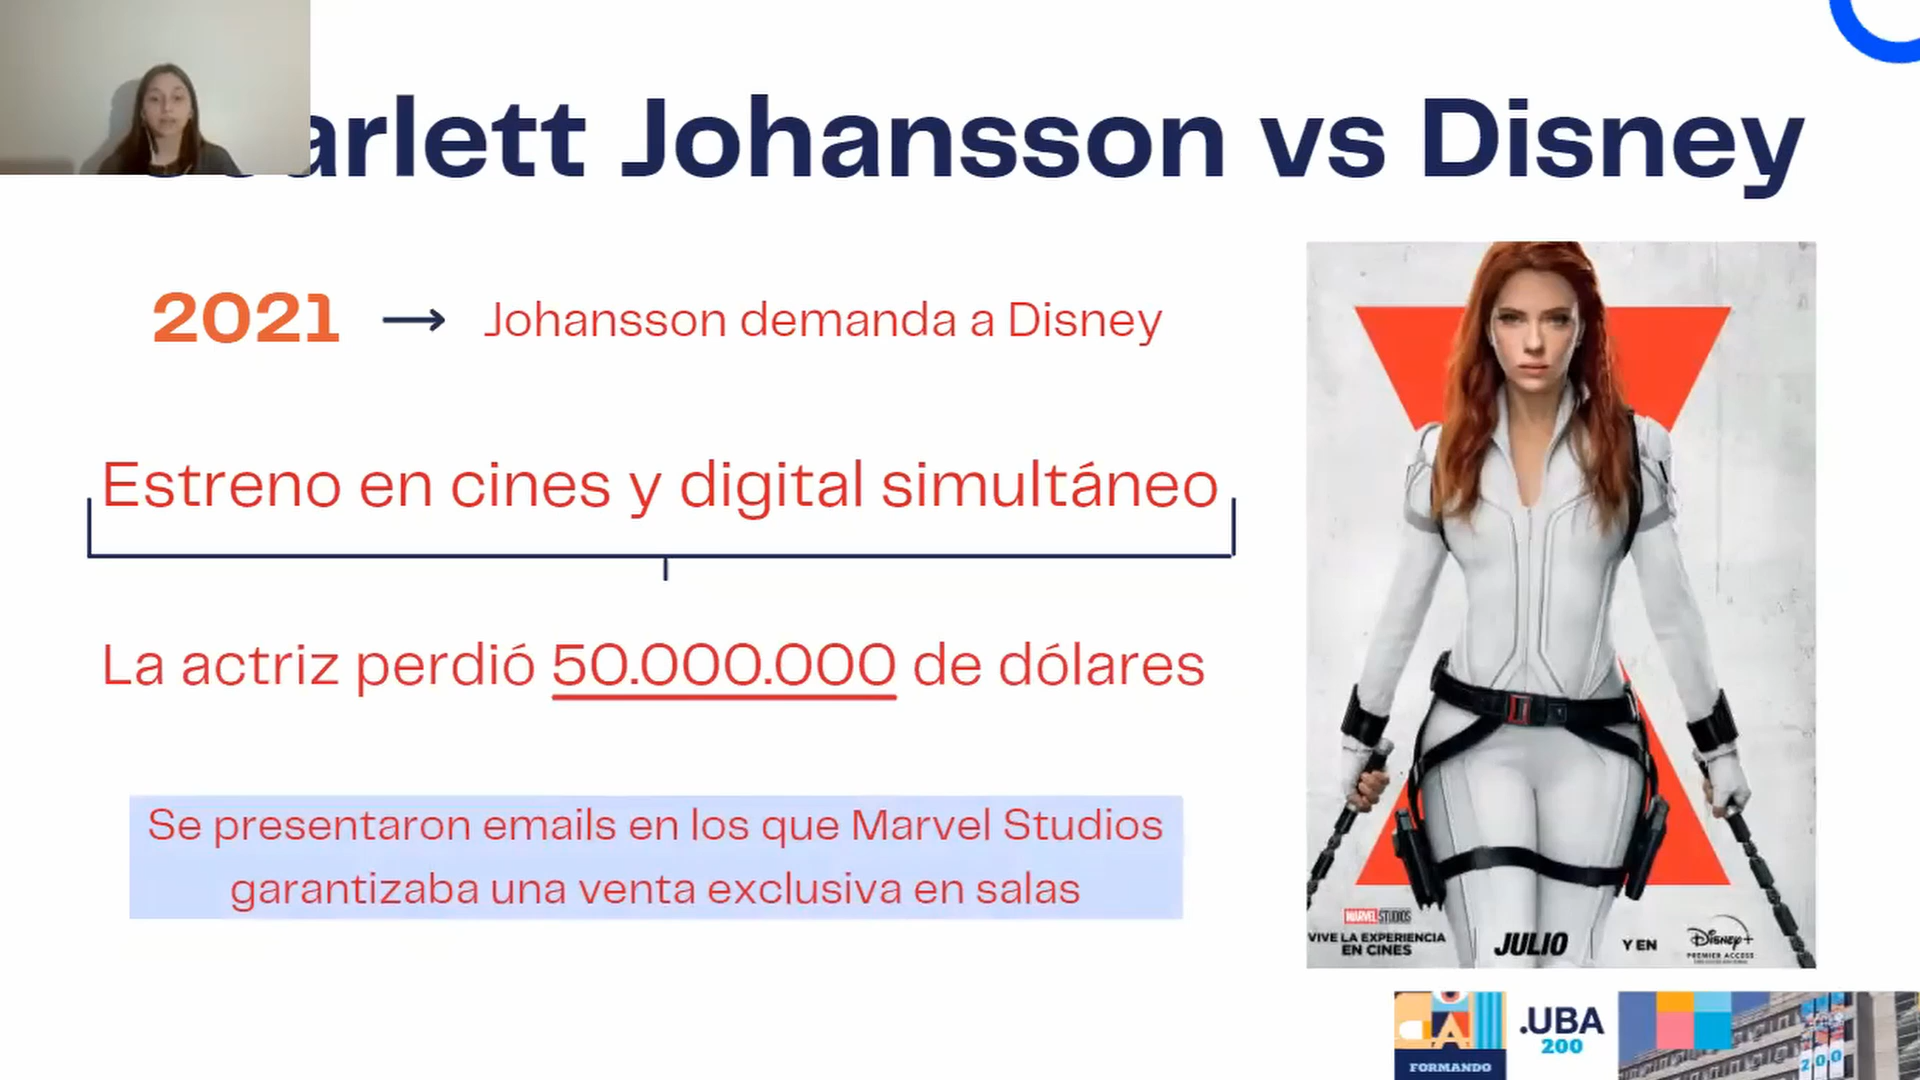 arlett Johansson vs Disney
2021 → Johansson demanda a Disney
Estreno en cines y digital simultáneo
La actriz perdió 50.000.000 de dólares
Se presentaron emails en los que Marvel Studios
garantizaba una venta exclusiva en salas
MARVEL STUDIOS
VIVE LA EXPERIENCIA
EN CINES
JULIO
Y EN
Disney+
PREMIER ACCESS
FORMANDO
.UBA
200
200